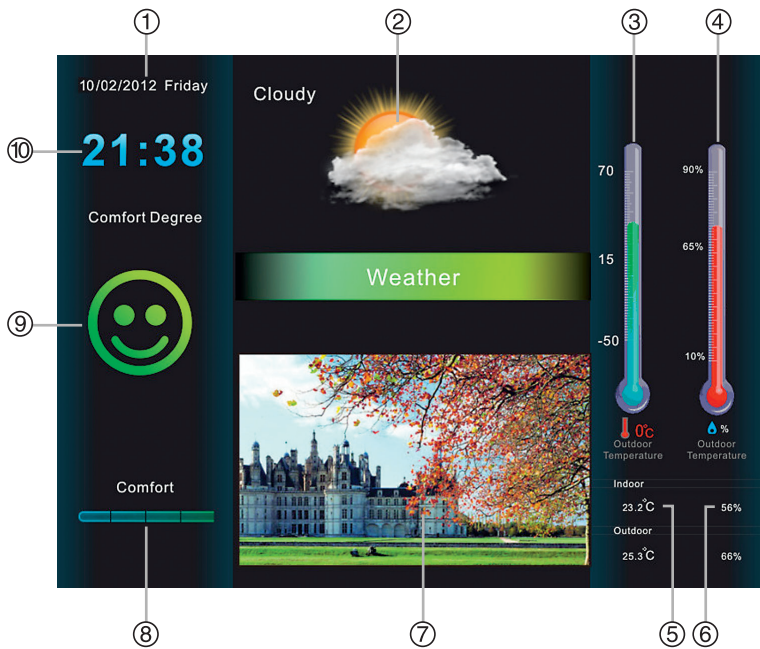 ① ② ③ ④
10/02/2012 Friday
Cloudy
⑩ 21:38
70 90%
Comfort Degree
65%
15
Weather
⑨
-50
10%
0°C %
Outdoor Temperature
Outdoor Temperature
Indoor
Comfort
23.2°C 56%
Outdoor
25.3°C 66%
⑧ ⑦ ⑤ ⑥